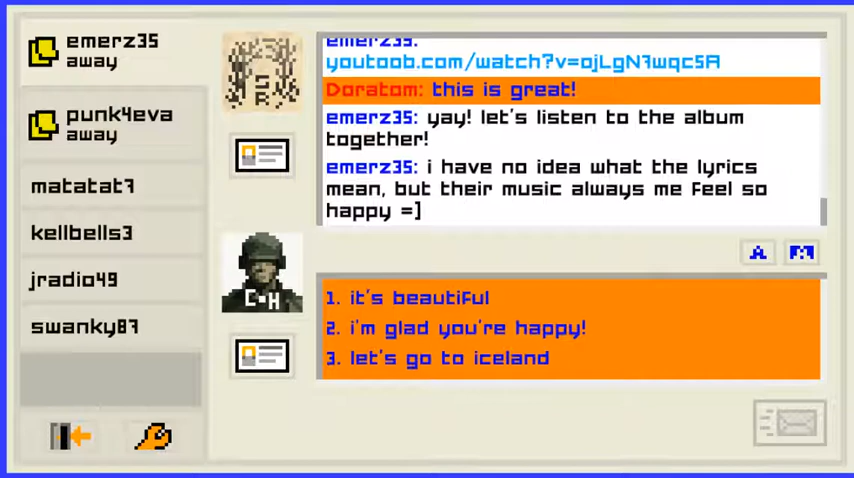 emerz35
away
punk4eva
away
matatat7
kellbells3
jradio49
swanky87
emerz35:
youtoob.com/watch?v=ojLgN7wqc5A
Doratom: this is great!
emerz35: yay! let's listen to the album
together!
emerz35: i have no idea what the lyrics
mean, but their music always me feel so
happy =]
A
C•H
1. it's beautiful
2. i'm glad you're happy!
3. let's go to iceland